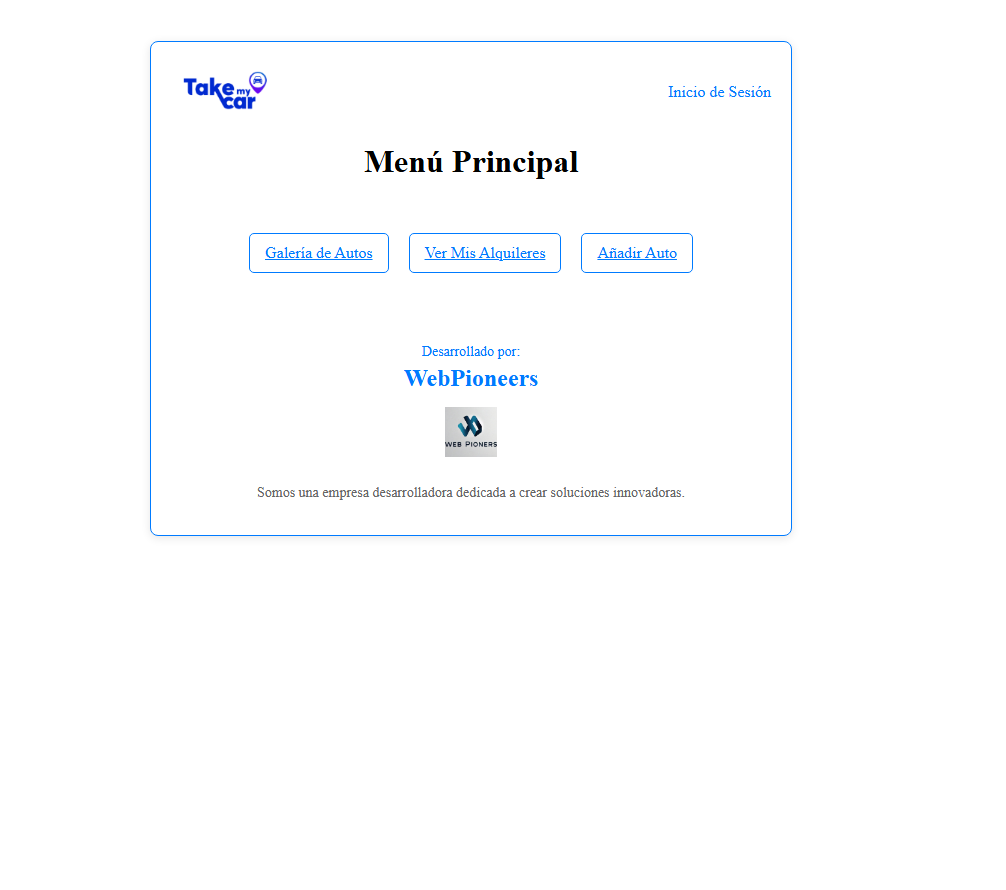 Take my car
Inicio de Sesión
Menú Principal
Galería de Autos
Ver Mis Alquileres
Añadir Auto
Desarrollado por:
WebPioneers
WEB PIONERS
Somos una empresa desarrolladora dedicada a crear soluciones innovadoras.